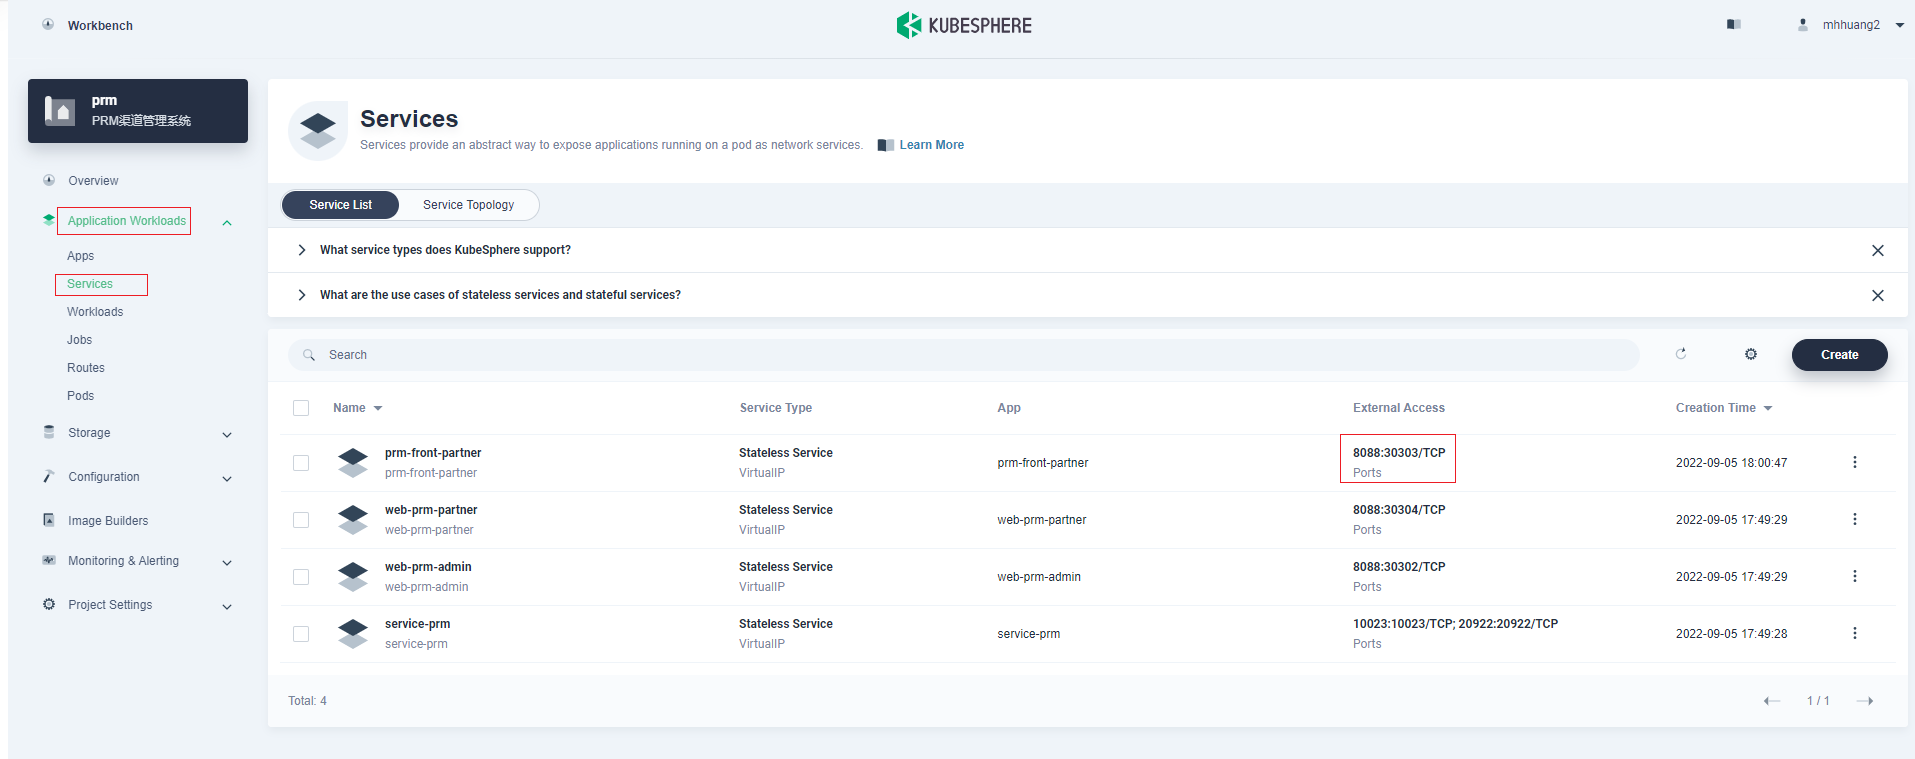 Workbench
KUBESPHERE
mhhuang2
prm
PRM渠道管理系统
Overview
Application Workloads
Apps
Services
Workloads
Jobs
Routes
Pods
Storage
Configuration
Image Builders
Monitoring & Alerting
Project Settings
Services
Services provide an abstract way to expose applications running on a pod as network services. Learn More
Service List Service Topology
What service types does KubeSphere support?
What are the use cases of stateless services and stateful services?
Search
Create
Name Service Type App External Access Creation Time
prm-front-partner Stateless Service 8088:30303/TCP
prm-front-partner VirtualIP prm-front-partner Ports 2022-09-05 18:00:47
web-prm-partner Stateless Service 8088:30304/TCP
web-prm-partner VirtualIP web-prm-partner Ports 2022-09-05 17:49:29
web-prm-admin Stateless Service 8088:30302/TCP
web-prm-admin VirtualIP web-prm-admin Ports 2022-09-05 17:49:29
service-prm Stateless Service 10023:10023/TCP; 20922:20922/TCP
service-prm VirtualIP service-prm Ports 2022-09-05 17:49:28
Total: 4
1 / 1